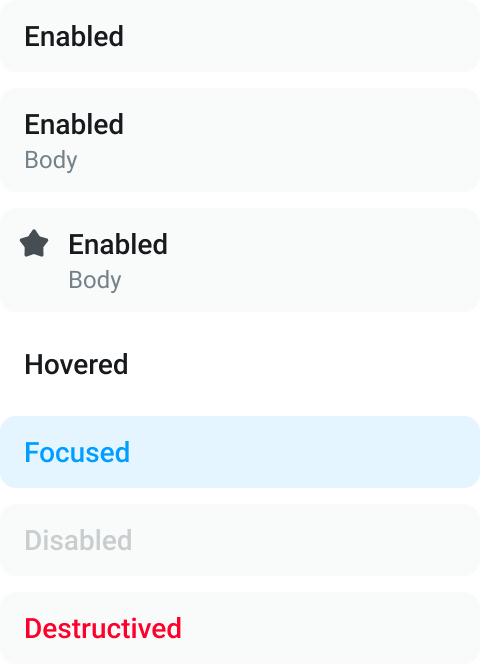 Enabled
Enabled
Body
Enabled
Body
Hovered
Focused
Disabled
Destructived